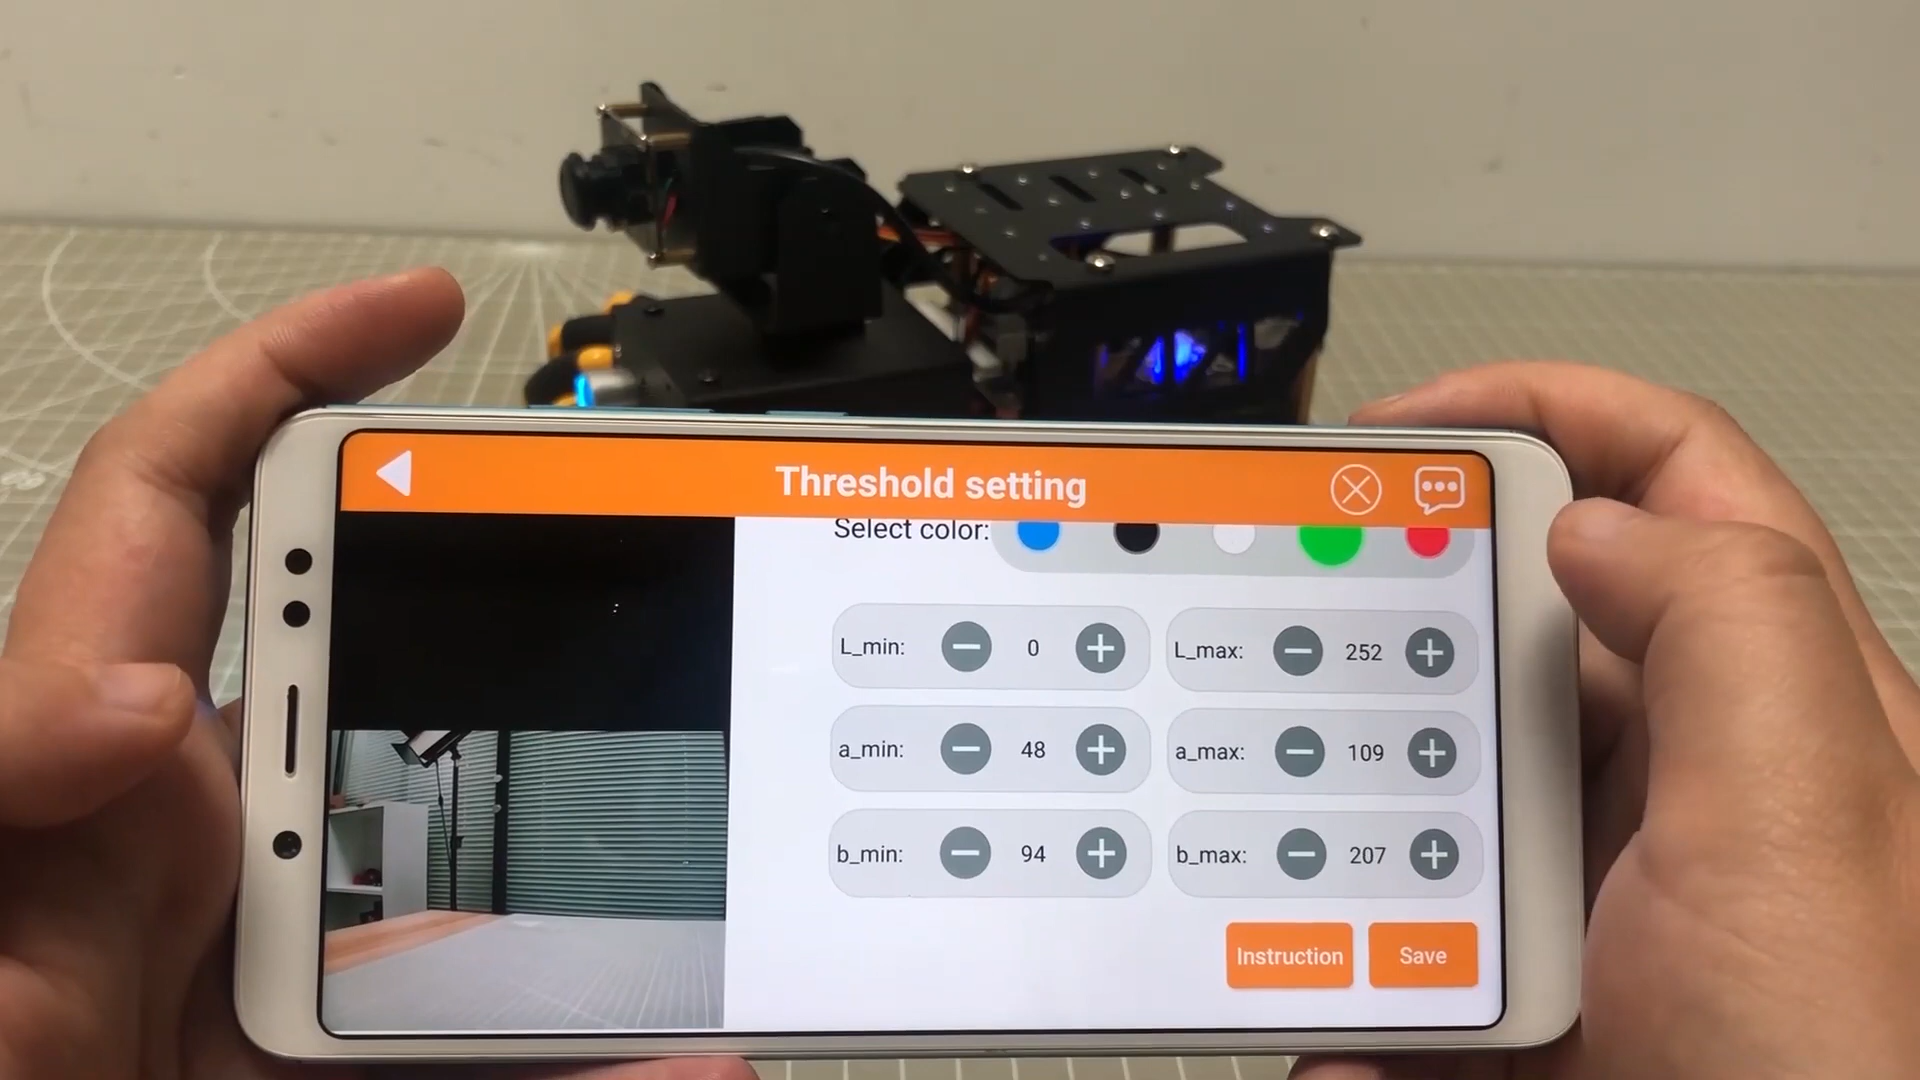 Threshold setting
Select color:
L_min: 0 L_max: 252
a_min: 48 a_max: 109
b_min: 94 b_max: 207
Instruction Save